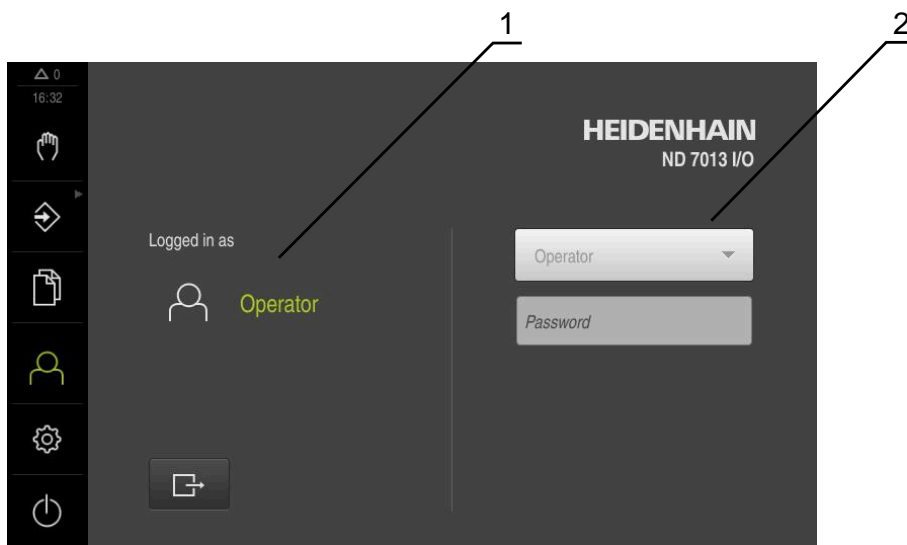 1
2
0
16:32
HEIDENHAIN
ND 7013 I/O
Logged in as
Operator
Operator
Password